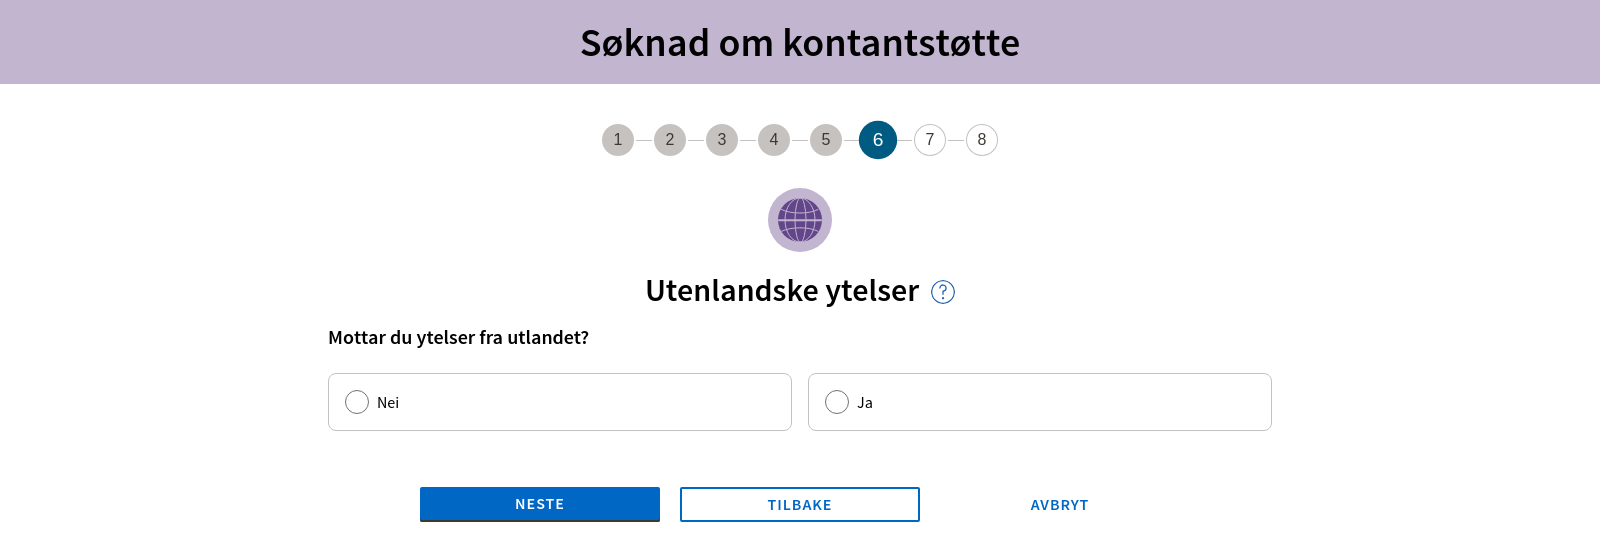 Søknad om kontantstøtte
1 2 3 4 5 6 7 8
Utenlandske ytelser ?
Mottar du ytelser fra utlandet?
Nei Ja
NESTE TILBAKE AVBRYT